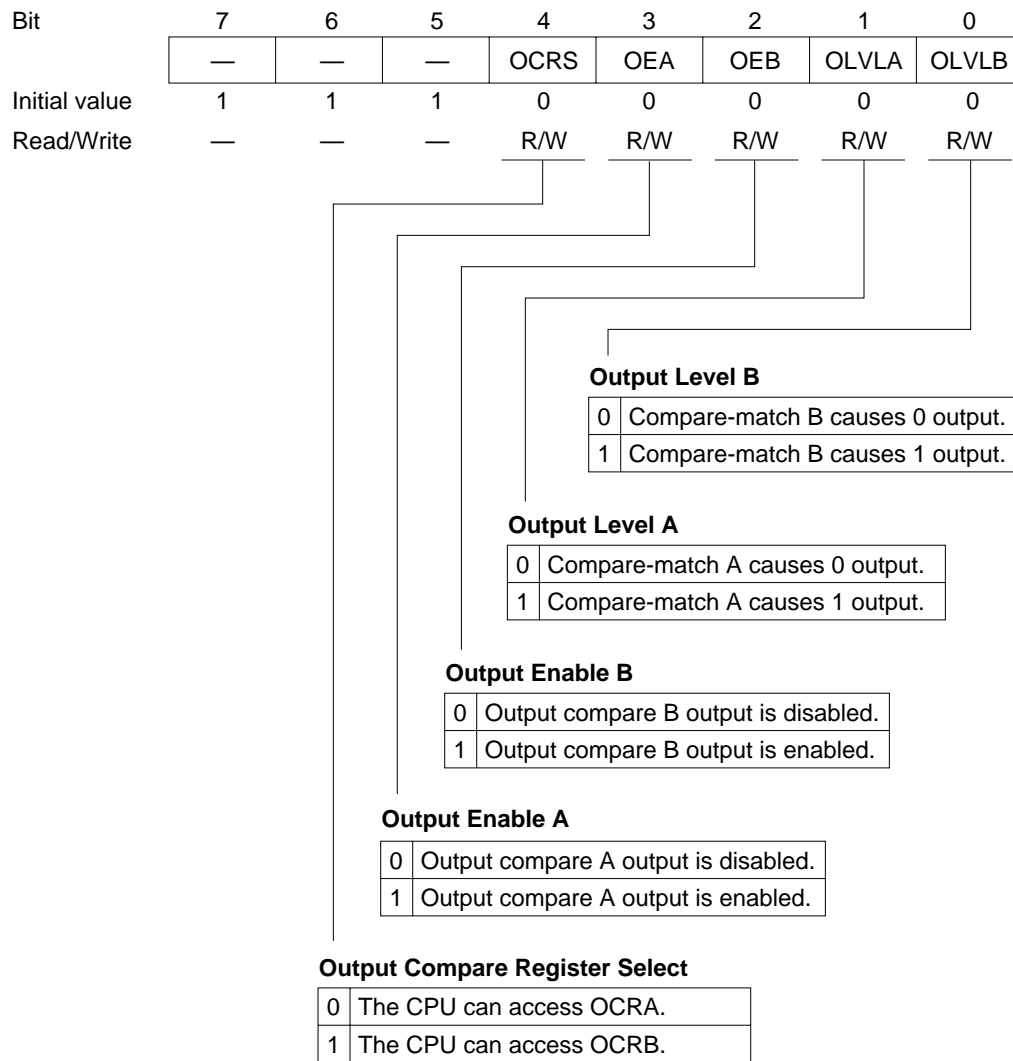 Bit 7 6 5 4 3 2 1 0
— — — OCRS OEA OEB OLVLA OLVLB
Initial value 1 1 1 0 0 0 0 0
Read/Write — — — R/W R/W R/W R/W R/W
Output Level B
0 Compare-match B causes 0 output.
1 Compare-match B causes 1 output.
Output Level A
0 Compare-match A causes 0 output.
1 Compare-match A causes 1 output.
Output Enable B
0 Output compare B output is disabled.
1 Output compare B output is enabled.
Output Enable A
0 Output compare A output is disabled.
1 Output compare A output is enabled.
Output Compare Register Select
0 The CPU can access OCRA.
1 The CPU can access OCRB.